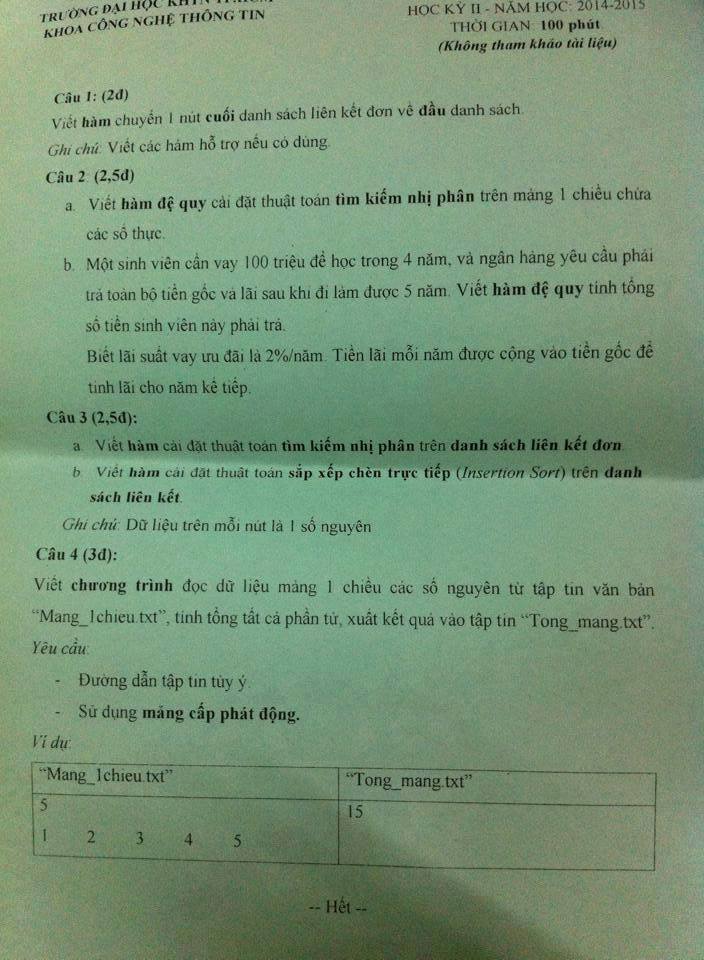 TRƯỜNG ĐẠI HỌC KHTN
KHOA CÔNG NGHỆ THÔNG TIN
HỌC KỲ II - NĂM HỌC: 2014-2015
THỜI GIAN: 100 phút
(Không tham khảo tài liệu)
Câu 1: (2đ)
Viết hàm chuyển 1 nút cuối danh sách liên kết đơn về đầu danh sách.
Ghi chú: Viết các hàm hỗ trợ nếu có dùng.
Câu 2: (2,5đ)
a. Viết hàm đệ quy cài đặt thuật toán tìm kiếm nhị phân trên mảng 1 chiều chứa
các số thực.
b. Một sinh viên cần vay 100 triệu để học trong 4 năm, và ngân hàng yêu cầu phải
trả toàn bộ tiền gốc và lãi sau khi đi làm được 5 năm. Viết hàm đệ quy tính tổng
số tiền sinh viên này phải trả.
Biết lãi suất vay ưu đãi là 2%/năm. Tiền lãi mỗi năm được cộng vào tiền gốc để
tính lãi cho năm kế tiếp.
Câu 3 (2,5đ):
a. Viết hàm cài đặt thuật toán tìm kiếm nhị phân trên danh sách liên kết đơn.
b. Viết hàm cài đặt thuật toán sắp xếp chèn trực tiếp (Insertion Sort) trên danh
sách liên kết.
Ghi chú: Dữ liệu trên mỗi nút là 1 số nguyên
Câu 4 (3đ):
Viết chương trình đọc dữ liệu mảng 1 chiều các số nguyên từ tập tin văn bản
“Mang_1chieu.txt”, tính tổng tất cả phần tử, xuất kết quả vào tập tin “Tong_mang.txt”.
Yêu cầu:
- Đường dẫn tập tin tùy ý.
- Sử dụng mảng cấp phát động.
Ví dụ:
“Mang_1chieu.txt” “Tong_mang.txt”
5 15
1 2 3 4 5
-- Hết --